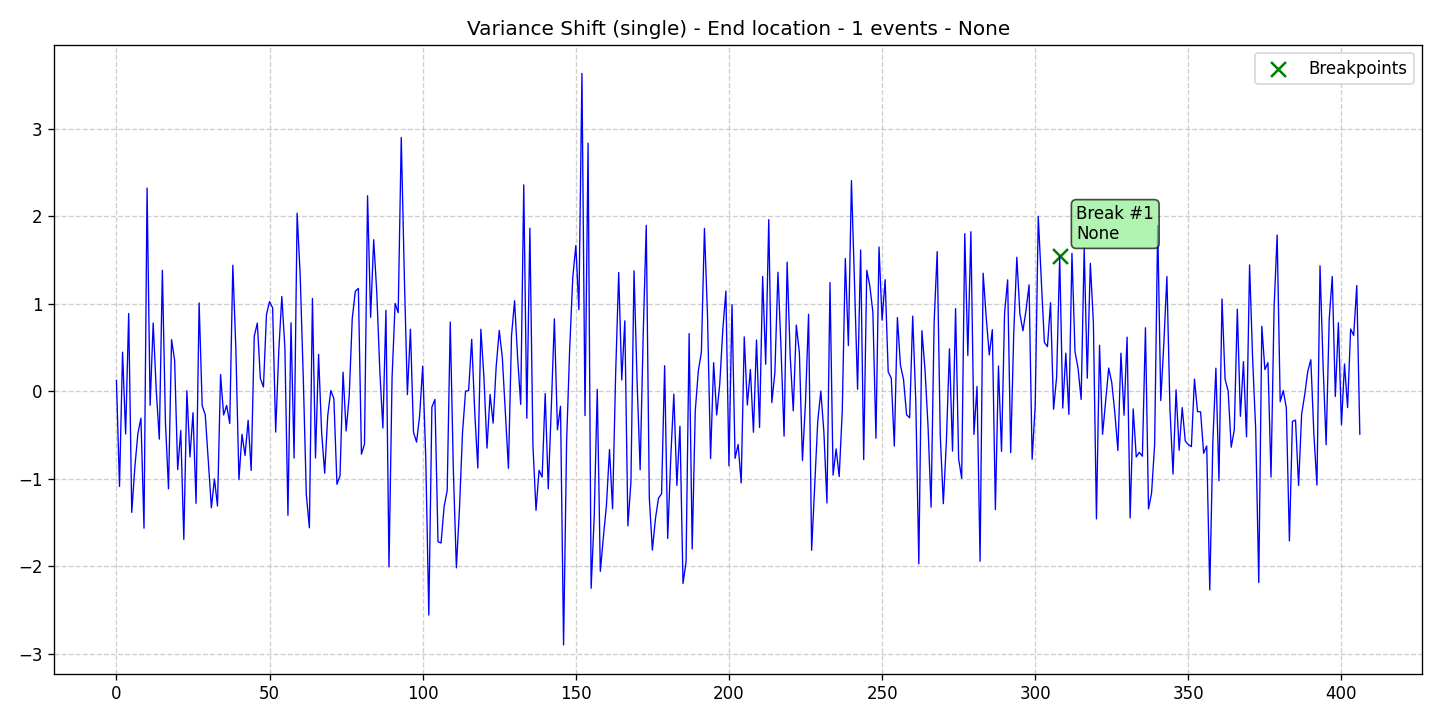 Variance Shift (single) - End location - 1 events - None
Breakpoints
Break #1
None
3
2
1
0
−1
−2
−3
0 50 100 150 200 250 300 350 400